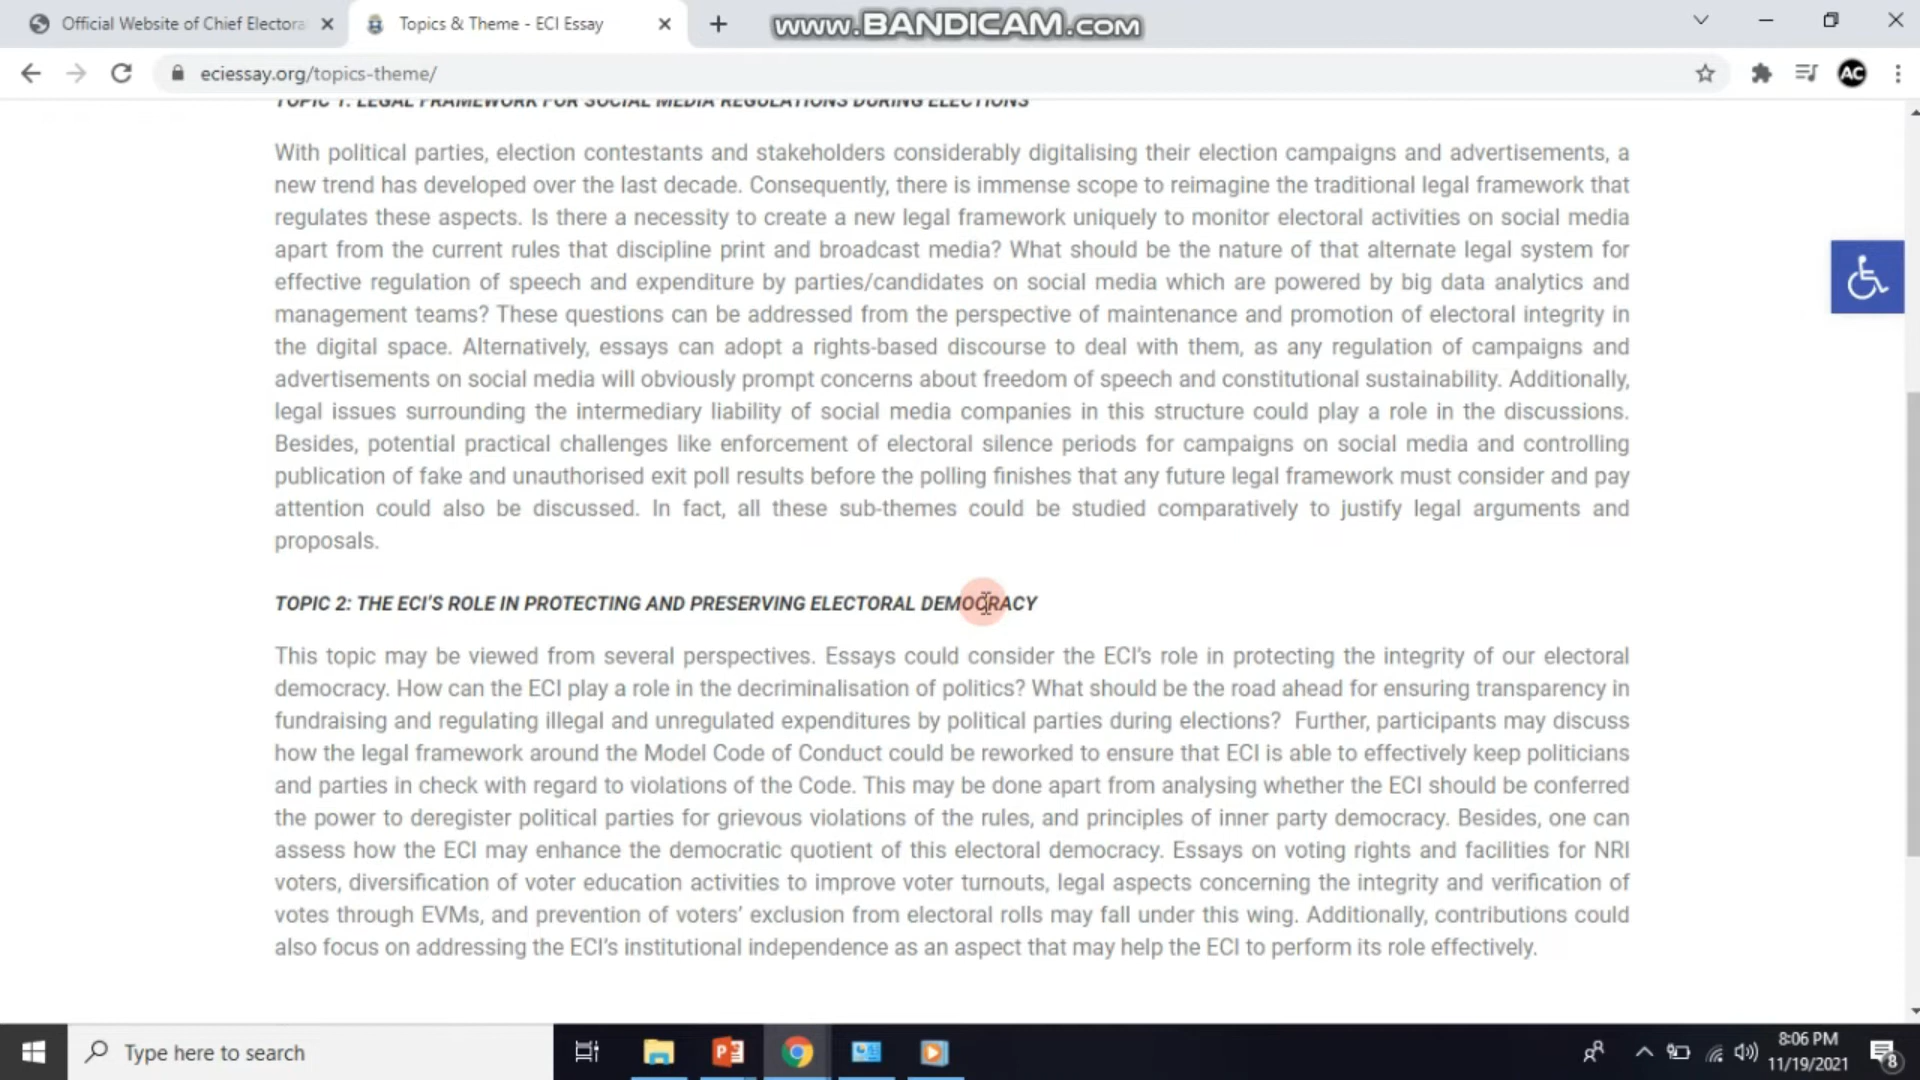 www.BANDICAM.com
Official Website of Chief Electora
Topics & Theme - ECI Essay
eciessay.org/topics-theme/
AC
TOPIC 1: LEGAL FRAMEWORK FOR SOCIAL MEDIA REGULATIONS DURING ELECTIONS
With political parties, election contestants and stakeholders considerably digitalising their election campaigns and advertisements, a
new trend has developed over the last decade. Consequently, there is immense scope to reimagine the traditional legal framework that
regulates these aspects. Is there a necessity to create a new legal framework uniquely to monitor electoral activities on social media
apart from the current rules that discipline print and broadcast media? What should be the nature of that alternate legal system for
effective regulation of speech and expenditure by parties/candidates on social media which are powered by big data analytics and
management teams? These questions can be addressed from the perspective of maintenance and promotion of electoral integrity in
the digital space. Alternatively, essays can adopt a rights-based discourse to deal with them, as any regulation of campaigns and
advertisements on social media will obviously prompt concerns about freedom of speech and constitutional sustainability. Additionally,
legal issues surrounding the intermediary liability of social media companies in this structure could play a role in the discussions.
Besides, potential practical challenges like enforcement of electoral silence periods for campaigns on social media and controlling
publication of fake and unauthorised exit poll results before the polling finishes that any future legal framework must consider and pay
attention could also be discussed. In fact, all these sub-themes could be studied comparatively to justify legal arguments and
proposals.
TOPIC 2: THE ECI'S ROLE IN PROTECTING AND PRESERVING ELECTORAL DEMOCRACY
This topic may be viewed from several perspectives. Essays could consider the ECI's role in protecting the integrity of our electoral
democracy. How can the ECI play a role in the decriminalisation of politics? What should be the road ahead for ensuring transparency in
fundraising and regulating illegal and unregulated expenditures by political parties during elections? Further, participants may discuss
how the legal framework around the Model Code of Conduct could be reworked to ensure that ECI is able to effectively keep politicians
and parties in check with regard to violations of the Code. This may be done apart from analysing whether the ECI should be conferred
the power to deregister political parties for grievous violations of the rules, and principles of inner party democracy. Besides, one can
assess how the ECI may enhance the democratic quotient of this electoral democracy. Essays on voting rights and facilities for NRI
voters, diversification of voter education activities to improve voter turnouts, legal aspects concerning the integrity and verification of
votes through EVMs, and prevention of voters’ exclusion from electoral rolls may fall under this wing. Additionally, contributions could
also focus on addressing the ECI’s institutional independence as an aspect that may help the ECI to perform its role effectively.
Type here to search
8:06 PM
11/19/2021
8